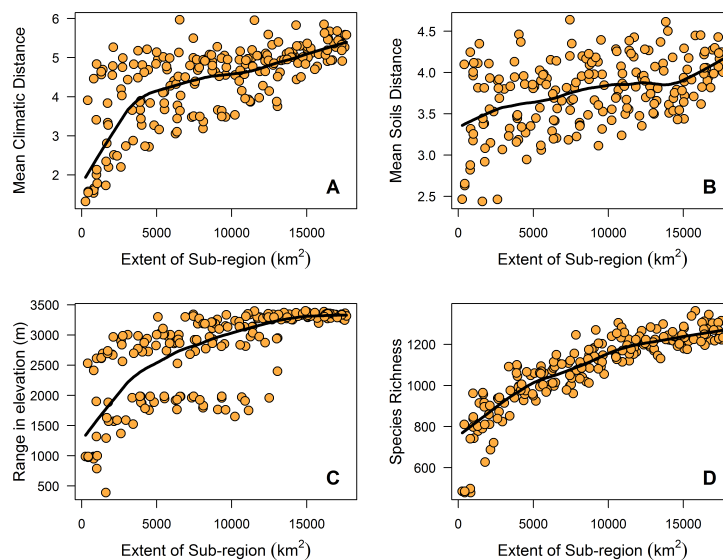 6
5
4
3
2
Mean Climatic Distance
A
0 5000 10000 15000
Extent of Sub-region (km²)
4.5
4.0
3.5
3.0
2.5
Mean Soils Distance
B
0 5000 10000 15000
Extent of Sub-region (km²)
3500
3000
2500
2000
1500
1000
500
Range in elevation (m)
C
0 5000 10000 15000
Extent of Sub-region (km²)
1200
1000
800
600
Species Richness
D
0 5000 10000 15000
Extent of Sub-region (km²)